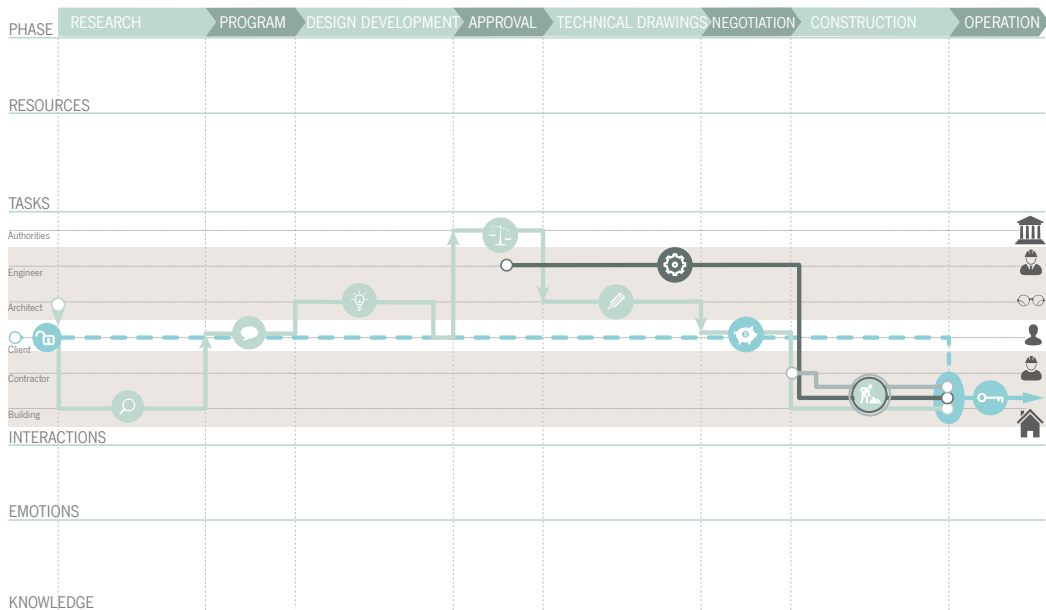 PHASE RESEARCH PROGRAM DESIGN DEVELOPMENT APPROVAL TECHNICAL DRAWINGS NEGOTIATION CONSTRUCTION OPERATION
RESOURCES
TASKS
Authorities
Engineer
Architect
Client
Contractor
Building
INTERACTIONS
EMOTIONS
KNOWLEDGE